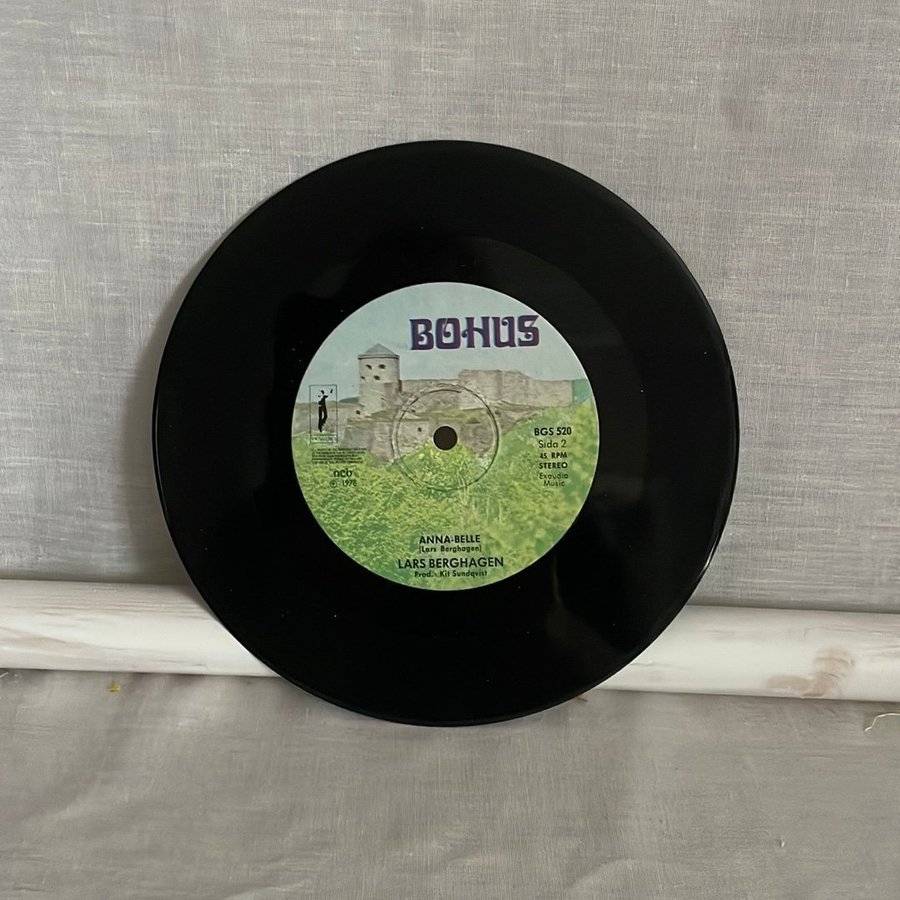 BOHUS
BGS 520
Sida 2
45 RPM
STEREO
Exaudio
Music
ncb
℗ 1978
ANNA-BELLE
(Lars Berghagen)
LARS BERGHAGEN
Prod.: Kit Sundqvist